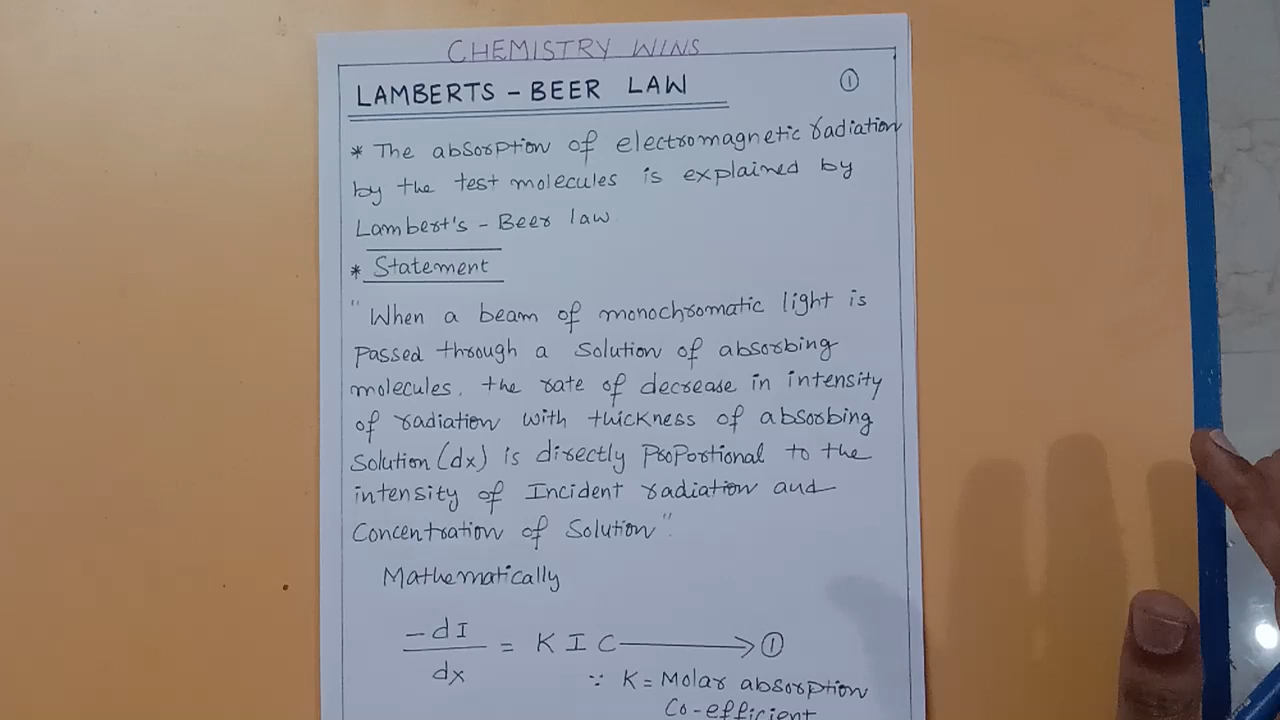 CHEMISTRY WINS
LAMBERTS - BEER LAW ①
* The absorption of electromagnetic radiation
by the test molecules is explained by
Lambert's - Beer law
* Statement
"When a beam of monochromatic light is
passed through a solution of absorbing
molecules. the rate of decrease in intensity
of radiation with thickness of absorbing
Solution (dx) is directly proportional to the
intensity of Incident radiation and
Concentration of Solution".
Mathematically
-dI/dx = K I C → ①
∵ K = Molar absorption
Co-efficient